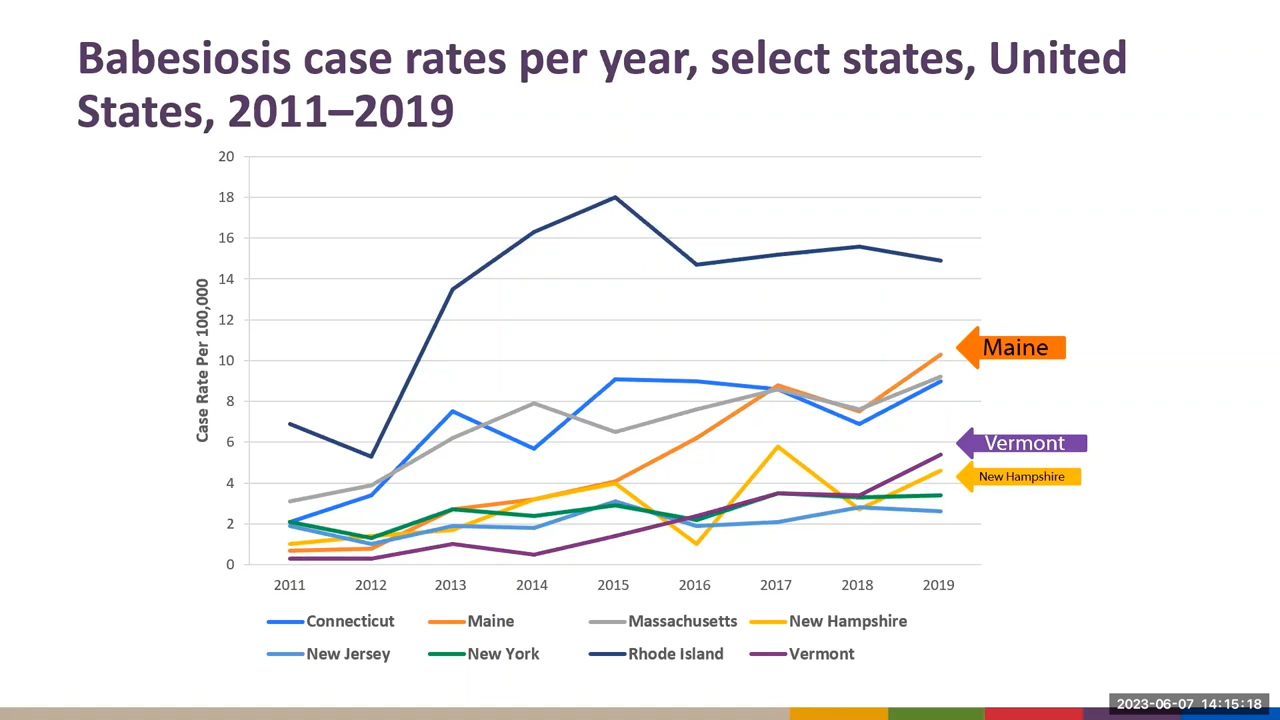 Babesiosis case rates per year, select states, United
States, 2011–2019
Case Rate Per 100,000
20
18
16
14
12
10
8
6
4
2
0
2011 2012 2013 2014 2015 2016 2017 2018 2019
Maine
Vermont
New Hampshire
Connecticut Maine Massachusetts New Hampshire
New Jersey New York Rhode Island Vermont
2023-06-07 14:15:18